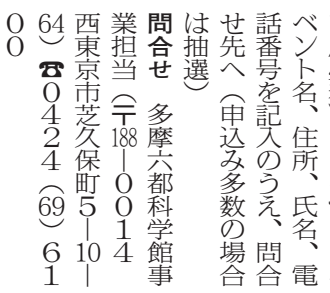 ベント名、住所、氏名、電
話番号を記入のうえ、問合
せ先へ（申込み多数の場合
は抽選）
問合せ　多摩六都科学館事
業担当（〒188―0014
西東京市芝久保町5―10―
64）☎0424（69）61
00